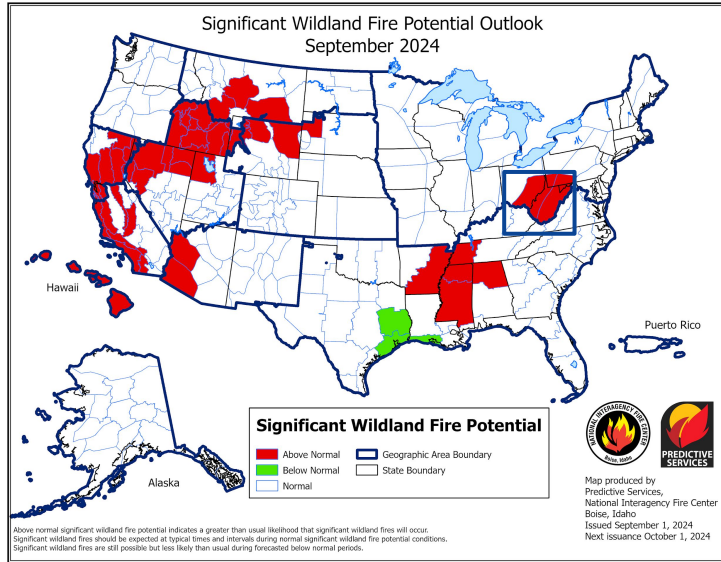 Significant Wildland Fire Potential Outlook
September 2024
Hawaii
Puerto Rico
Alaska
Significant Wildland Fire Potential
Above Normal
Geographic Area Boundary
Below Normal
State Boundary
Normal
NATIONAL INTERAGENCY FIRE CENTER
Boise, Idaho
PREDICTIVE
SERVICES
Map produced by
Predictive Services,
National Interagency Fire Center
Boise, Idaho
Issued September 1, 2024
Next issuance October 1, 2024
Above normal significant wildland fire potential indicates a greater than usual likelihood that significant wildland fires will occur.
Significant wildland fires should be expected at typical times and intervals during normal significant wildland fire potential conditions.
Significant wildland fires are still possible but less likely than usual during forecasted below normal periods.